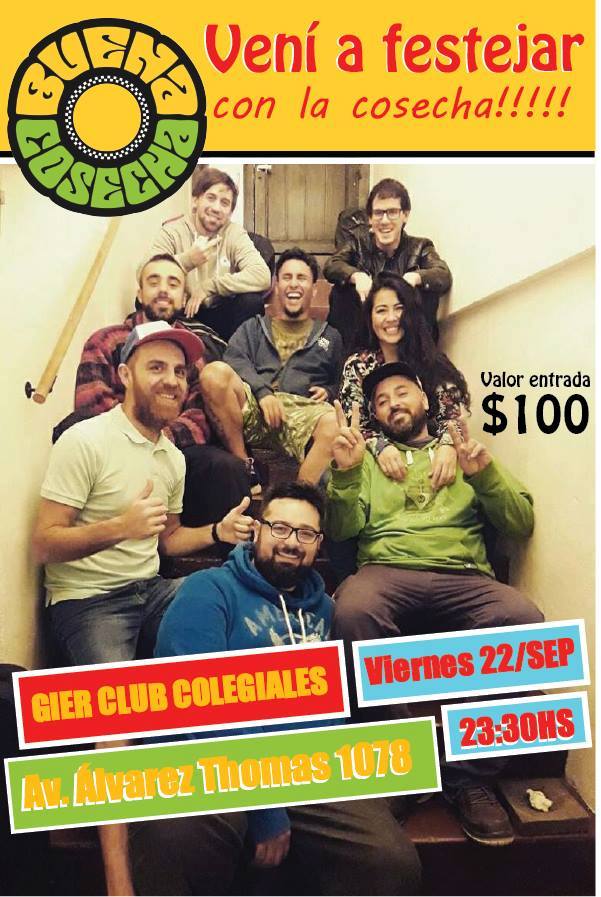 BUENA
COSECHA
Vení a festejar
con la cosecha!!!!!
Valor entrada
$100
GIER CLUB COLEGIALES
Viernes 22/SEP
23:30HS
Av. Álvarez Thomas 1078